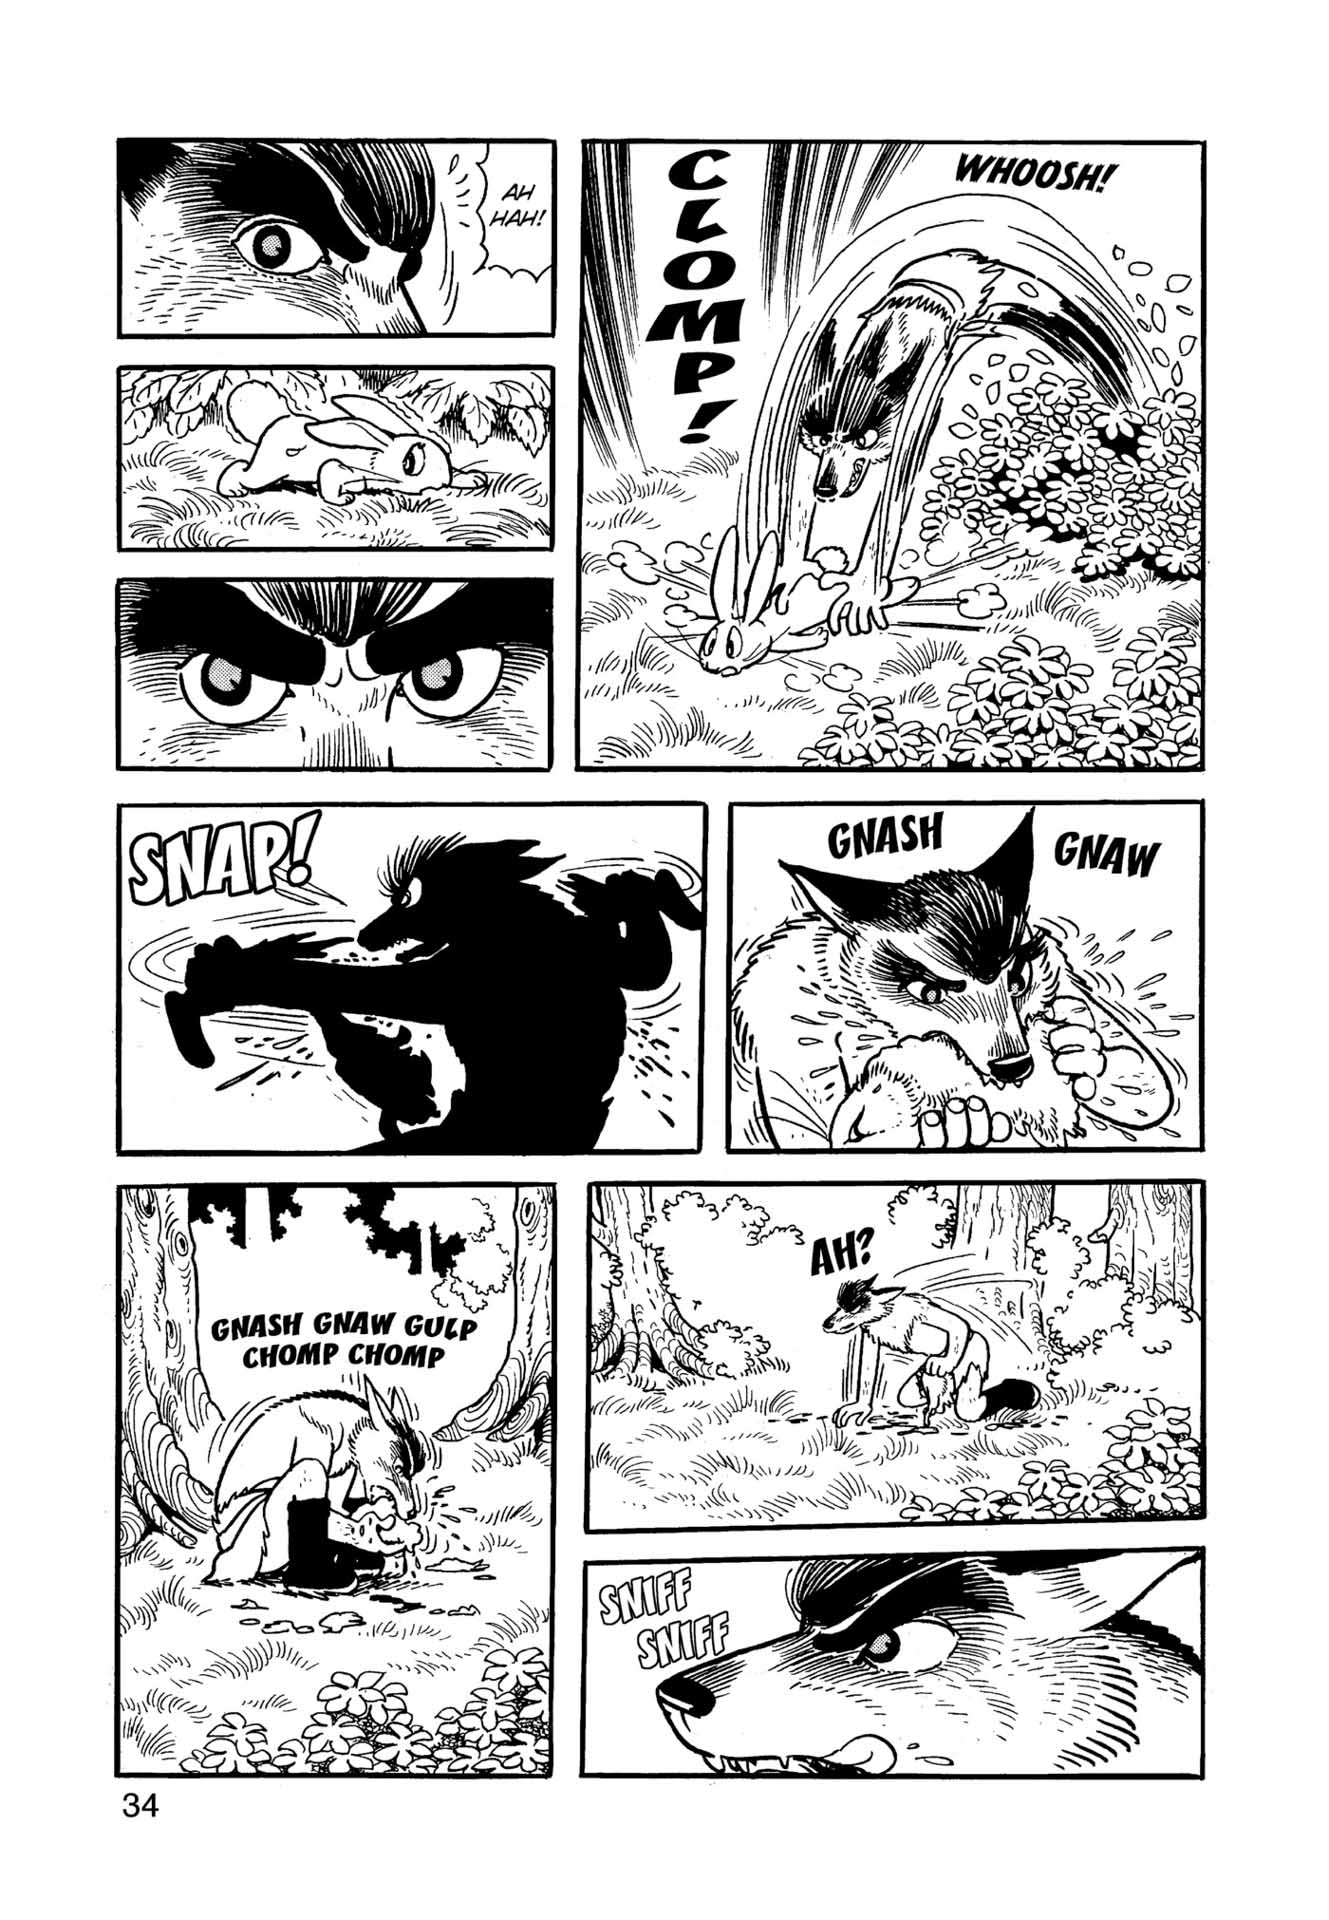 AH
HAH!
WHOOSH!
CLOMP!
SNAP!
GNASH
GNAW
GNASH GNAW GULP
CHOMP CHOMP
AH?
SNIFF
SNIFF
34